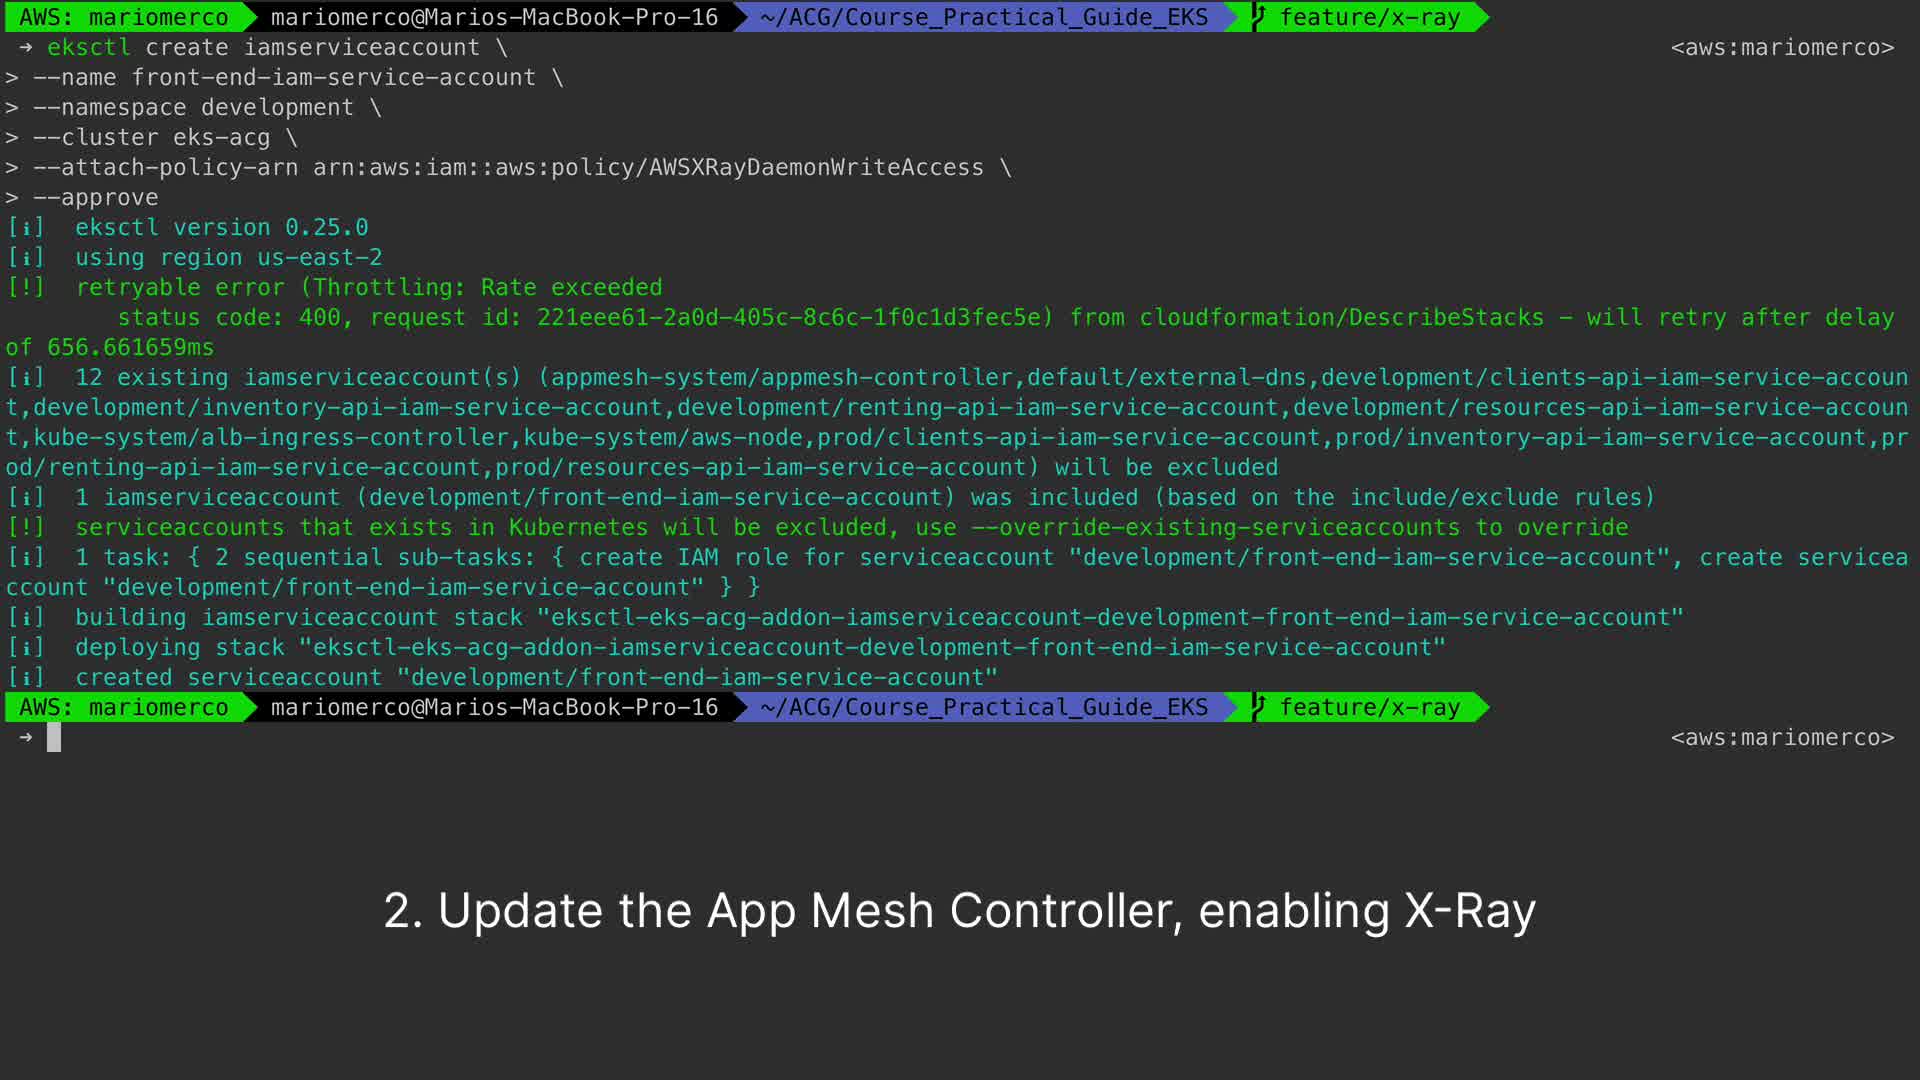 AWS: mariomerco mariomerco@Marios-MacBook-Pro-16 ~/ACG/Course_Practical_Guide_EKS feature/x-ray
→ eksctl create iamserviceaccount \ <aws:mariomerco>
> --name front-end-iam-service-account \
> --namespace development \
> --cluster eks-acg \
> --attach-policy-arn arn:aws:iam::aws:policy/AWSXRayDaemonWriteAccess \
> --approve
[ℹ]  eksctl version 0.25.0
[ℹ]  using region us-east-2
[!]  retryable error (Throttling: Rate exceeded
        status code: 400, request id: 221eee61-2a0d-405c-8c6c-1f0c1d3fec5e) from cloudformation/DescribeStacks - will retry after delay
of 656.661659ms
[ℹ]  12 existing iamserviceaccount(s) (appmesh-system/appmesh-controller,default/external-dns,development/clients-api-iam-service-accoun
t,development/inventory-api-iam-service-account,development/renting-api-iam-service-account,development/resources-api-iam-service-accoun
t,kube-system/alb-ingress-controller,kube-system/aws-node,prod/clients-api-iam-service-account,prod/inventory-api-iam-service-account,pr
od/renting-api-iam-service-account,prod/resources-api-iam-service-account) will be excluded
[ℹ]  1 iamserviceaccount (development/front-end-iam-service-account) was included (based on the include/exclude rules)
[!]  serviceaccounts that exists in Kubernetes will be excluded, use --override-existing-serviceaccounts to override
[ℹ]  1 task: { 2 sequential sub-tasks: { create IAM role for serviceaccount "development/front-end-iam-service-account", create servicea
ccount "development/front-end-iam-service-account" } }
[ℹ]  building iamserviceaccount stack "eksctl-eks-acg-addon-iamserviceaccount-development-front-end-iam-service-account"
[ℹ]  deploying stack "eksctl-eks-acg-addon-iamserviceaccount-development-front-end-iam-service-account"
[ℹ]  created serviceaccount "development/front-end-iam-service-account"
AWS: mariomerco mariomerco@Marios-MacBook-Pro-16 ~/ACG/Course_Practical_Guide_EKS feature/x-ray
→ <aws:mariomerco>
2. Update the App Mesh Controller, enabling X-Ray